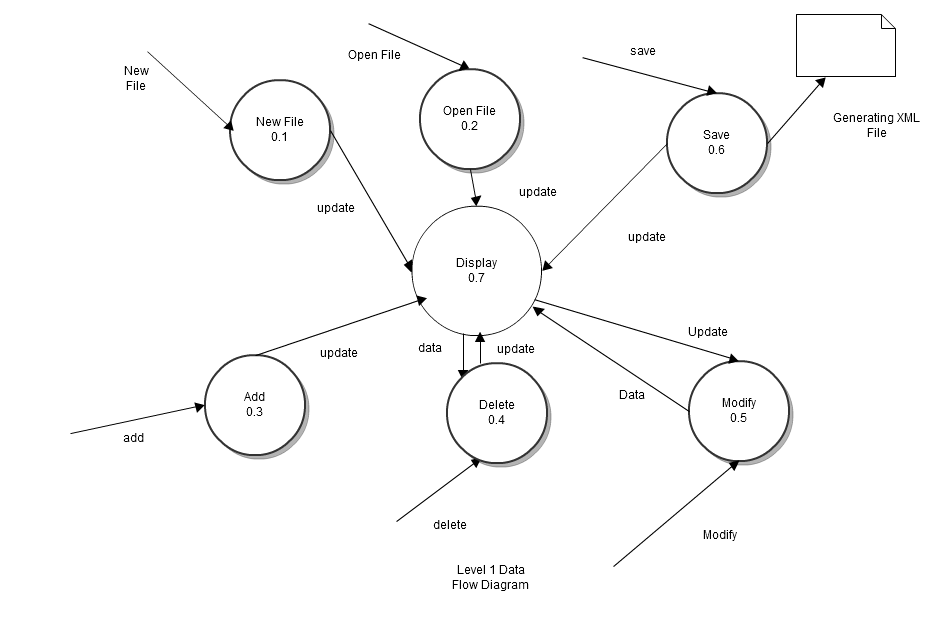 save
Open File
New
File
Open File
0.2
New File
0.1
Generating XML
File
Save
0.6
update
update
update
Display
0.7
Update
data
update
update
Data
Add
0.3
Delete
0.4
Modify
0.5
add
delete
Modify
Level 1 Data
Flow Diagram